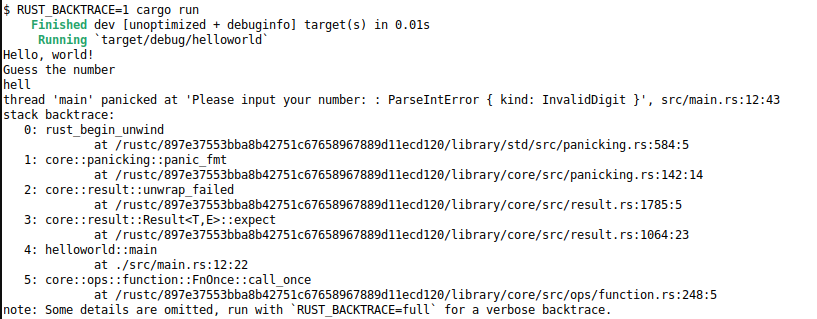 $ RUST_BACKTRACE=1 cargo run
    Finished dev [unoptimized + debuginfo] target(s) in 0.01s
     Running `target/debug/helloworld`
Hello, world!
Guess the number
hell
thread 'main' panicked at 'Please input your number: : ParseIntError { kind: InvalidDigit }', src/main.rs:12:43
stack backtrace:
   0: rust_begin_unwind
             at /rustc/897e37553bba8b42751c67658967889d11ecd120/library/std/src/panicking.rs:584:5
   1: core::panicking::panic_fmt
             at /rustc/897e37553bba8b42751c67658967889d11ecd120/library/core/src/panicking.rs:142:14
   2: core::result::unwrap_failed
             at /rustc/897e37553bba8b42751c67658967889d11ecd120/library/core/src/result.rs:1785:5
   3: core::result::Result<T,E>::expect
             at /rustc/897e37553bba8b42751c67658967889d11ecd120/library/core/src/result.rs:1064:23
   4: helloworld::main
             at ./src/main.rs:12:22
   5: core::ops::function::FnOnce::call_once
             at /rustc/897e37553bba8b42751c67658967889d11ecd120/library/core/src/ops/function.rs:248:5
note: Some details are omitted, run with `RUST_BACKTRACE=full` for a verbose backtrace.